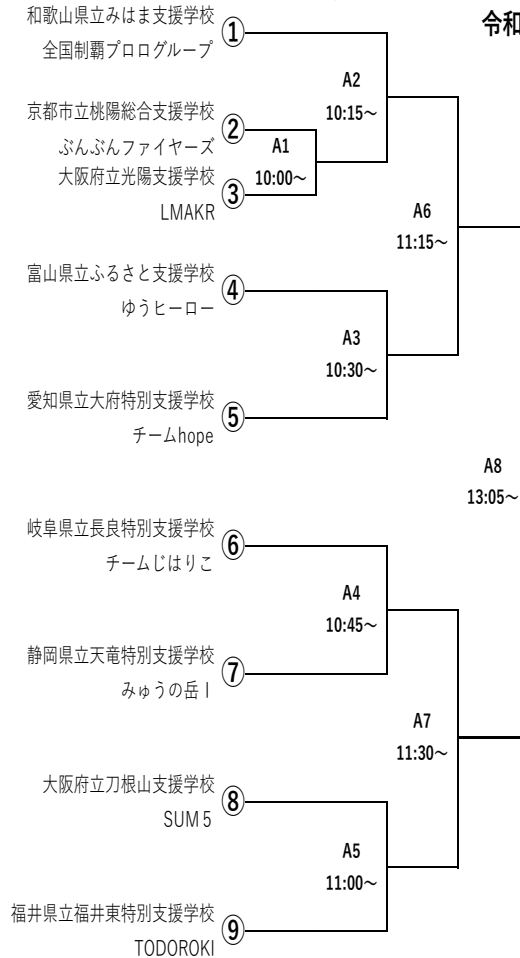 令和
和歌山県立みはま支援学校
全国制覇プログループ
①
A2
10:15～
京都市立桃陽総合支援学校
ぶんぶんファイヤーズ
②
A1
10:00～
大阪府立光陽支援学校
LMAKR
③
A6
11:15～
富山県立ふるさと支援学校
ゆうヒーロー
④
A3
10:30～
愛知県立大府特別支援学校
チームhope
⑤
A8
13:05～
岐阜県立長良特別支援学校
チームじはりこ
⑥
A4
10:45～
静岡県立天竜特別支援学校
みゅうの岳Ⅰ
⑦
A7
11:30～
大阪府立刀根山支援学校
SUM５
⑧
A5
11:00～
福井県立福井東特別支援学校
TODOROKI
⑨